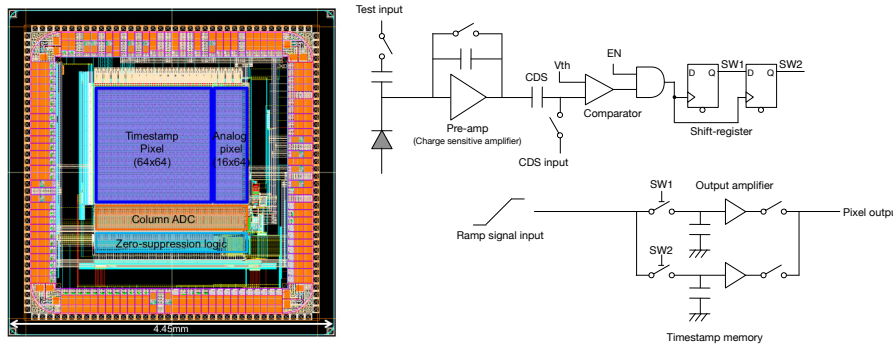 Timestamp
Pixel
(64x64)
Analog
pixel
(16x64)
Column ADC
Zero-suppression logic
4.45mm
Test input
Pre-amp
(Charge sensitive amplifier)
CDS
CDS input
Vth
Comparator
EN
D Q
SW1
D Q
SW2
Shift-register
Ramp signal input
SW1
Output amplifier
Pixel outpu
SW2
Timestamp memory